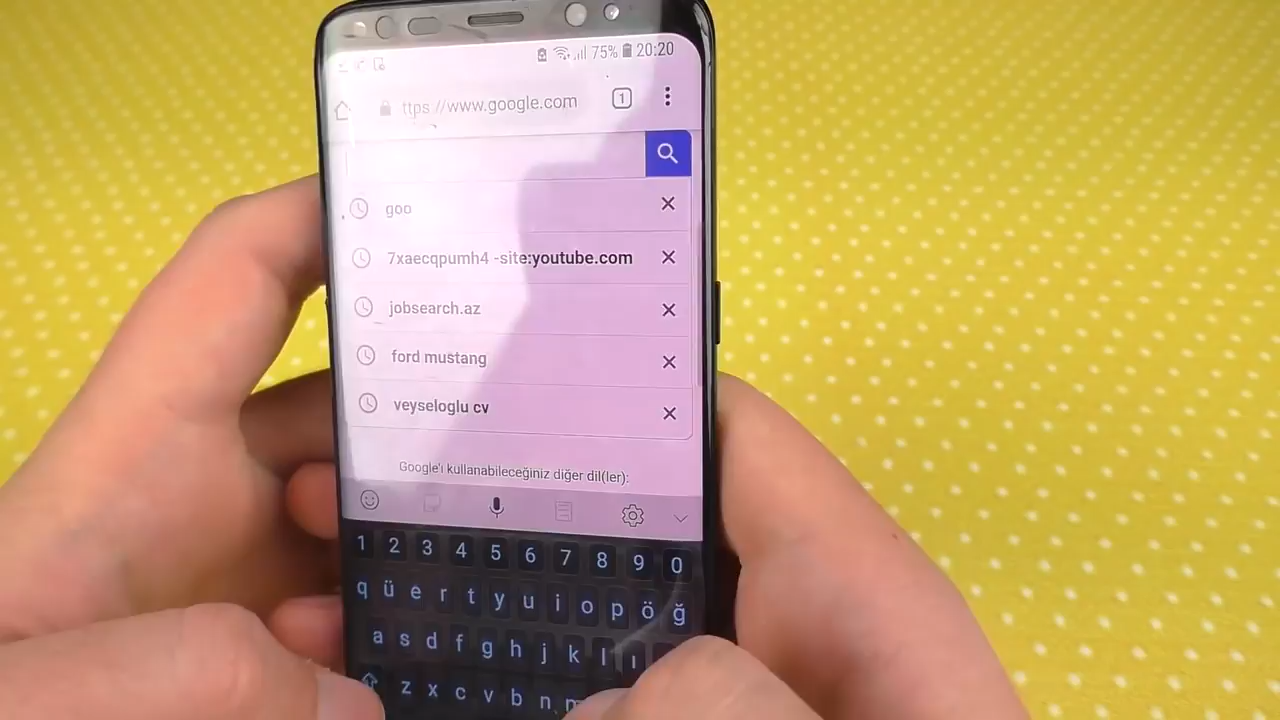 75% 20:20
ttps://www.google.com 1
goo
7xaecqpumh4 -site:youtube.com
jobsearch.az
ford mustang
veyseloglu cv
Google'ı kullanabileceğiniz diğer dil(ler):
1 2 3 4 5 6 7 8 9 0
q ü e r t y u i o p ö ğ
a s d f g h j k l ı
z x c v b n m